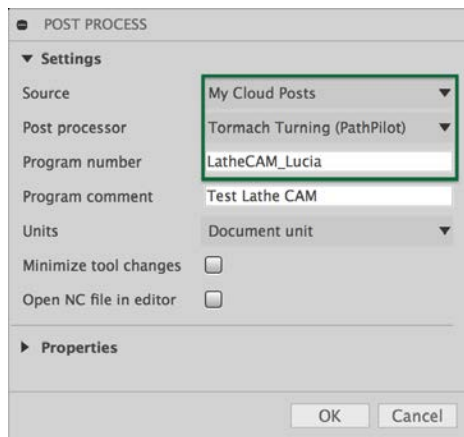 POST PROCESS
Settings
Source My Cloud Posts
Post processor Tormach Turning (PathPilot)
Program number LatheCAM_Lucia
Program comment Test Lathe CAM
Units Document unit
Minimize tool changes
Open NC file in editor
Properties
OK Cancel